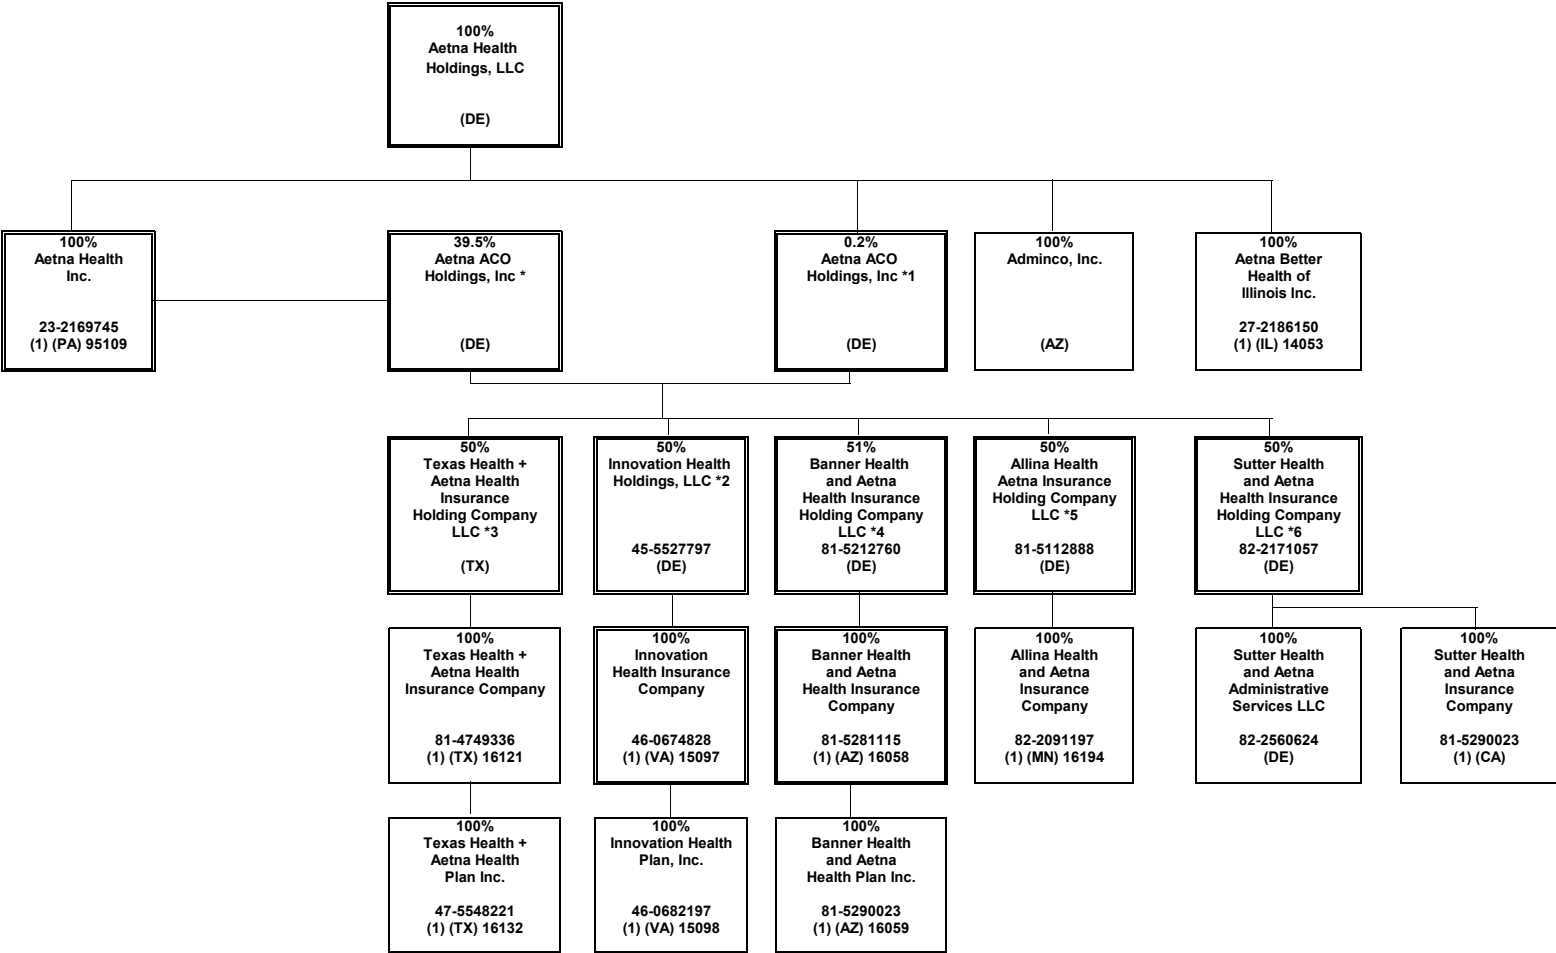 100%
Aetna Health
Holdings, LLC
(DE)
100%
Aetna Health
Inc.
23-2169745
(1) (PA) 95109
39.5%
Aetna ACO
Holdings, Inc *
(DE)
0.2%
Aetna ACO
Holdings, Inc *1
(DE)
100%
Adminco, Inc.
(AZ)
100%
Aetna Better
Health of
Illinois Inc.
27-2186150
(1) (IL) 14053
50%
Texas Health +
Aetna Health
Insurance
Holding Company
LLC *3
(TX)
50%
Innovation Health
Holdings, LLC *2
45-5527797
(DE)
51%
Banner Health
and Aetna
Health Insurance
Holding Company
LLC *4
81-5212760
(DE)
50%
Allina Health
Aetna Insurance
Holding Company
LLC *5
81-5112888
(DE)
50%
Sutter Health
and Aetna
Health Insurance
Holding Company
LLC *6
82-2171057
(DE)
100%
Texas Health +
Aetna Health
Insurance Company
81-4749336
(1) (TX) 16121
100%
Innovation
Health Insurance
Company
46-0674828
(1) (VA) 15097
100%
Banner Health
and Aetna
Health Insurance
Company
81-5281115
(1) (AZ) 16058
100%
Allina Health
and Aetna
Insurance
Company
82-2091197
(1) (MN) 16194
100%
Sutter Health
and Aetna
Administrative
Services LLC
82-2560624
(DE)
100%
Sutter Health
and Aetna
Insurance
Company
81-5290023
(1) (CA)
100%
Texas Health +
Aetna Health
Plan Inc.
47-5548221
(1) (TX) 16132
100%
Innovation Health
Plan, Inc.
46-0682197
(1) (VA) 15098
100%
Banner Health
and Aetna
Health Plan Inc.
81-5290023
(1) (AZ) 16059